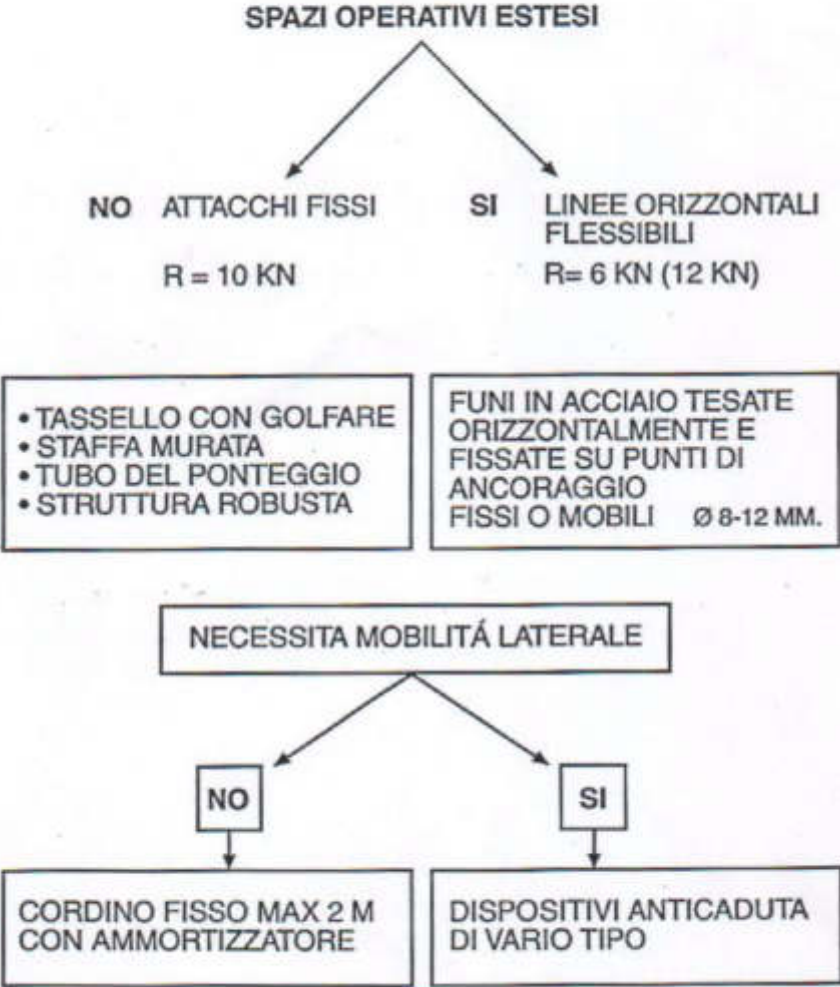 SPAZI OPERATIVI ESTESI
NO ATTACCHI FISSI
R = 10 KN
SI LINEE ORIZZONTALI
FLESSIBILI
R= 6 KN (12 KN)
• TASSELLO CON GOLFARE
• STAFFA MURATA
• TUBO DEL PONTEGGIO
• STRUTTURA ROBUSTA
FUNI IN ACCIAIO TESATE
ORIZZONTALMENTE E
FISSATE SU PUNTI DI
ANCORAGGIO
FISSI O MOBILI Ø 8-12 MM.
NECESSITA MOBILITÁ LATERALE
NO
SI
CORDINO FISSO MAX 2 M
CON AMMORTIZZATORE
DISPOSITIVI ANTICADUTA
DI VARIO TIPO